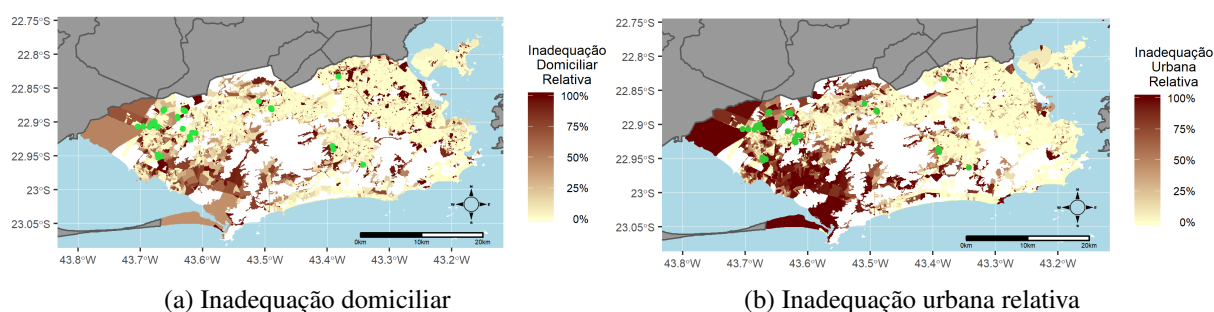 22.75°S
22.8°S
22.85°S
22.9°S
22.95°S
23°S
23.05°S
43.8°W
43.7°W
43.6°W
43.5°W
43.4°W
43.3°W
43.2°W
0km
10km
20km
N
W
E
S
Inadequação
Domiciliar
Relativa
100%
75%
50%
25%
0%
(a) Inadequação domiciliar
22.75°S
22.8°S
22.85°S
22.9°S
22.95°S
23°S
23.05°S
43.8°W
43.7°W
43.6°W
43.5°W
43.4°W
43.3°W
43.2°W
0km
10km
20km
N
W
E
S
Inadequação
Urbana
Relativa
100%
75%
50%
25%
0%
(b) Inadequação urbana relativa